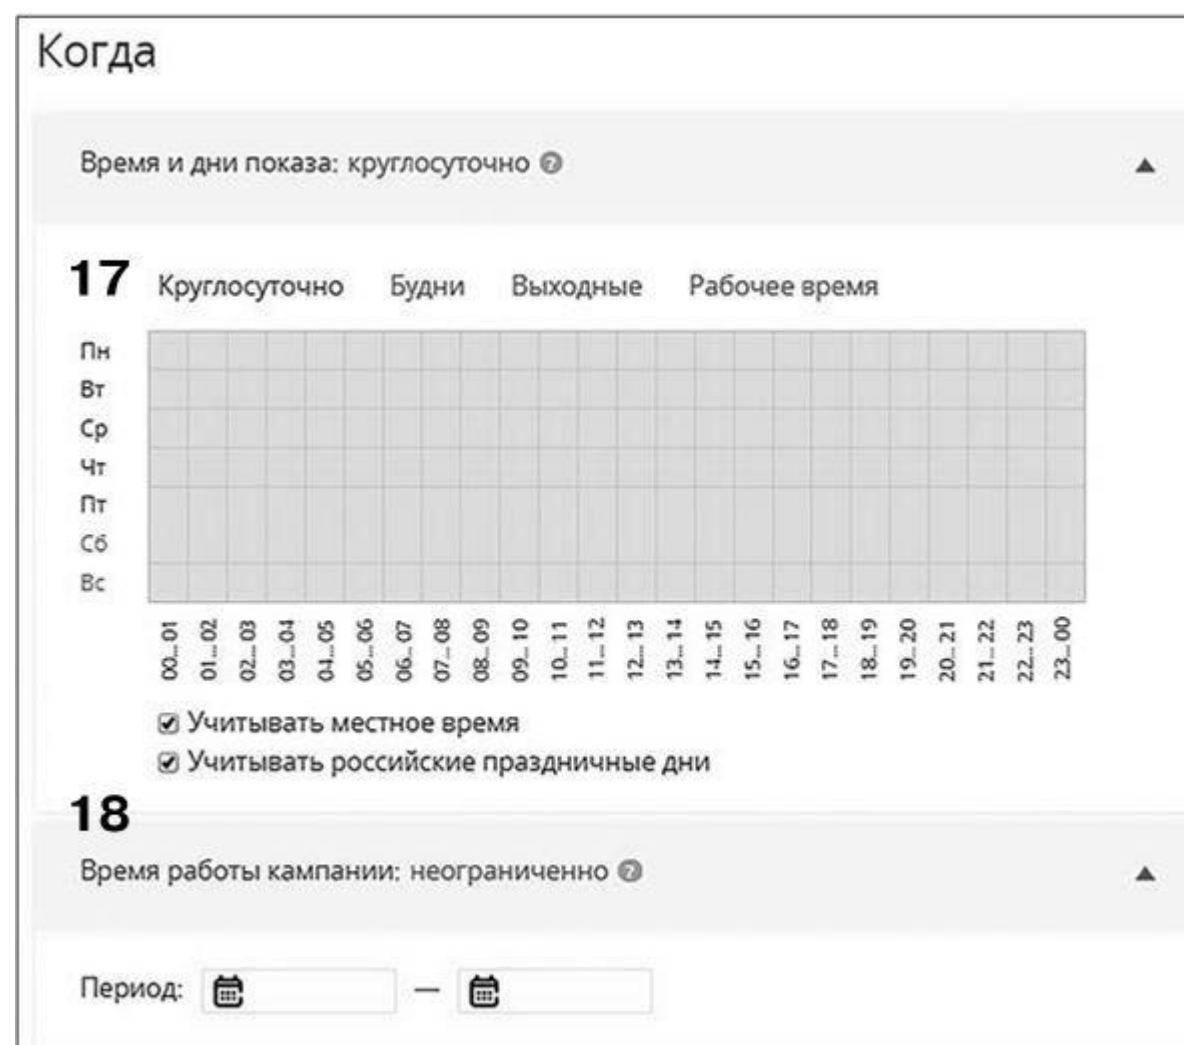 Когда
Время и дни показа: круглосуточно ?
17 Круглосуточно Будни Выходные Рабочее время
Пн
Вт
Ср
Чт
Пт
Сб
Вс
00...01 01...02 02...03 03...04 04...05 05...06 06...07 07...08 08...09 09...10 10...11 11...12 12...13 13...14 14...15 15...16 16...17 17...18 18...19 19...20 20...21 21...22 22...23 23...00
Учитывать местное время
Учитывать российские праздничные дни
18
Время работы кампании: неограниченно ?
Период: —